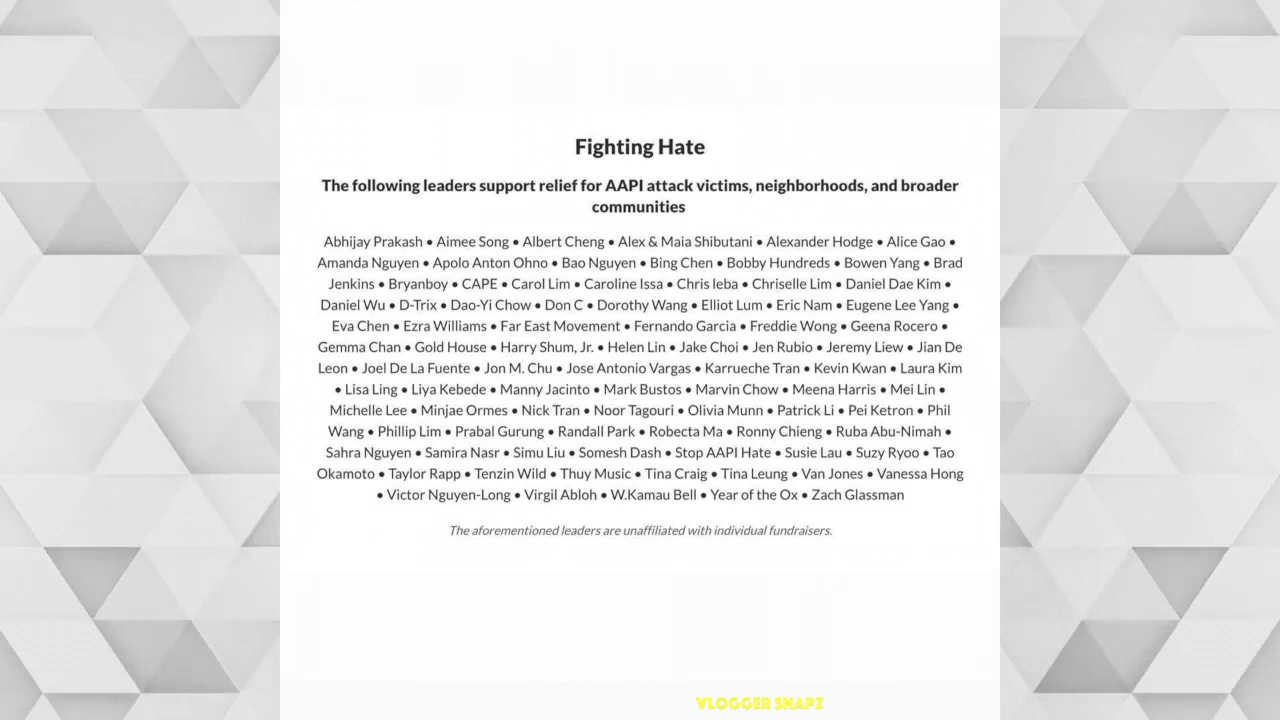 Fighting Hate
The following leaders support relief for AAPI attack victims, neighborhoods, and broader
communities
Abhijay Prakash • Aimee Song • Albert Cheng • Alex & Maia Shibutani • Alexander Hodge • Alice Gao •
Amanda Nguyen • Apolo Anton Ohno • Bao Nguyen • Bing Chen • Bobby Hundreds • Bowen Yang • Brad
Jenkins • Bryanboy • CAPE • Carol Lim • Caroline Issa • Chris Ieba • Chriselle Lim • Daniel Dae Kim •
Daniel Wu • D-Trix • Dao-Yi Chow • Don C • Dorothy Wang • Elliot Lum • Eric Nam • Eugene Lee Yang •
Eva Chen • Ezra Williams • Far East Movement • Fernando Garcia • Freddie Wong • Geena Rocero •
Gemma Chan • Gold House • Harry Shum, Jr. • Helen Lin • Jake Choi • Jen Rubio • Jeremy Liew • Jian De
Leon • Joel De La Fuente • Jon M. Chu • Jose Antonio Vargas • Karrueche Tran • Kevin Kwan • Laura Kim
• Lisa Ling • Liya Kebede • Manny Jacinto • Mark Bustos • Marvin Chow • Meena Harris • Mei Lin •
Michelle Lee • Minjae Ormes • Nick Tran • Noor Tagouri • Olivia Munn • Patrick Li • Pei Ketron • Phil
Wang • Phillip Lim • Prabal Gurung • Randall Park • Robecta Ma • Ronny Chieng • Ruba Abu-Nimah •
Sahra Nguyen • Samira Nasr • Simu Liu • Somesh Dash • Stop AAPI Hate • Susie Lau • Suzy Ryoo • Tao
Okamoto • Taylor Rapp • Tenzin Wild • Thuy Music • Tina Craig • Tina Leung • Van Jones • Vanessa Hong
• Victor Nguyen-Long • Virgil Abloh • W.Kamau Bell • Year of the Ox • Zach Glassman
The aforementioned leaders are unaffiliated with individual fundraisers.
VLOGGER SNAPZ